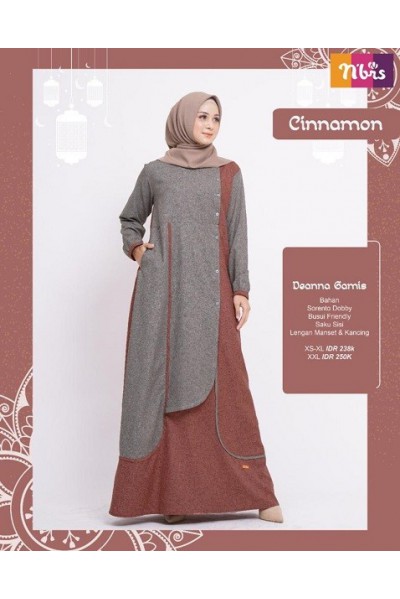 N'brs
Cinnamon
Deanna Gamis
Bahan
Sorento Dobby
Busui Friendly
Saku Sisi
Lengan Manset & Kancing
XS-XL IDR 238k
XXL IDR 250K